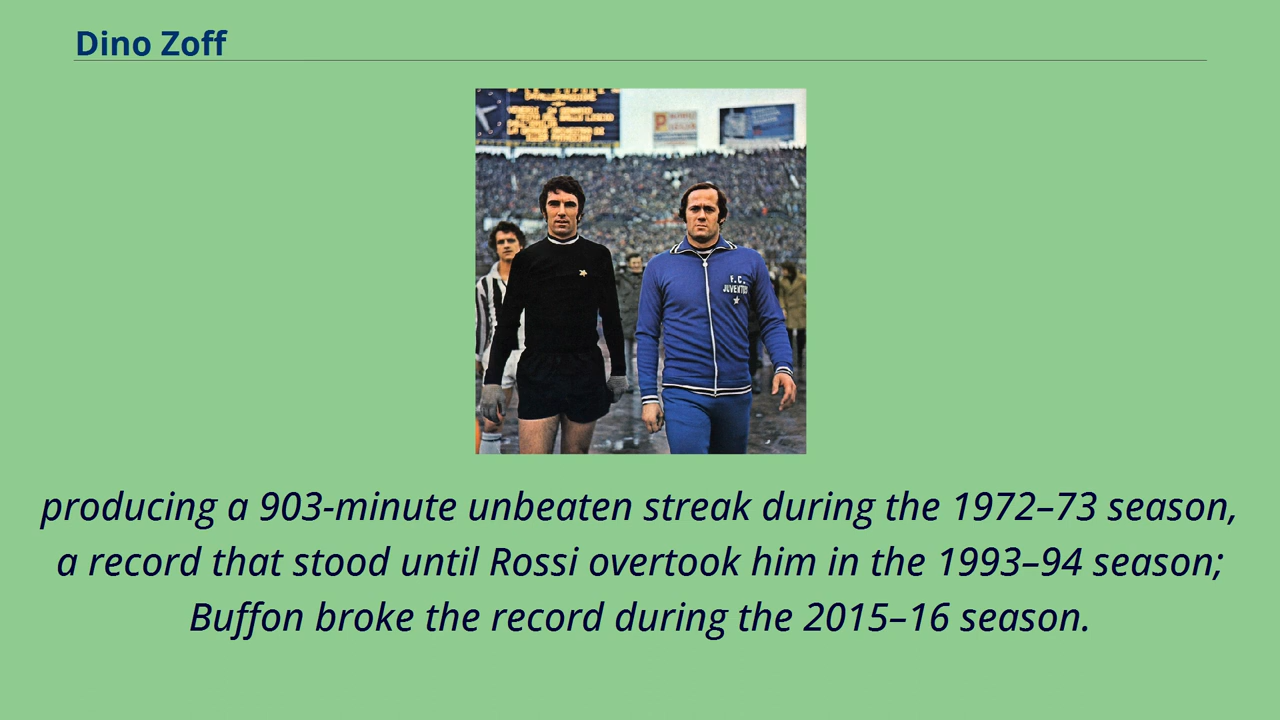 Dino Zoff
F. C.
JUVENTUS
producing a 903-minute unbeaten streak during the 1972–73 season,
a record that stood until Rossi overtook him in the 1993–94 season;
Buffon broke the record during the 2015–16 season.